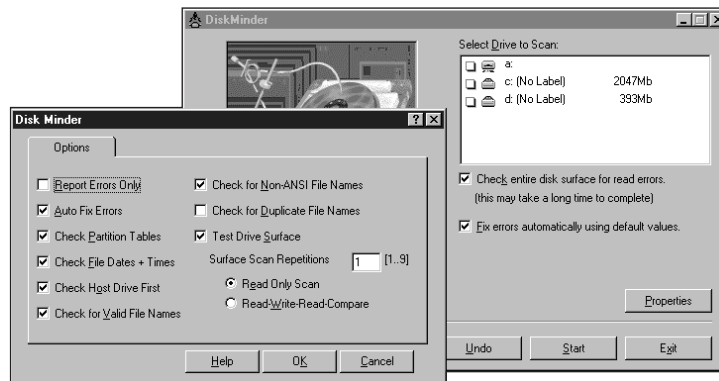 DiskMinder
Select Drive to Scan:
a:
c: (No Label) 2047Mb
d: (No Label) 393Mb
Check entire disk surface for read errors.
(this may take a long time to complete)
Fix errors automatically using default values.
Properties
Undo Start Exit
Disk Minder
Options
Report Errors Only
Auto Fix Errors
Check Partition Tables
Check File Dates + Times
Check Host Drive First
Check for Valid File Names
Check for Non-ANSI File Names
Check for Duplicate File Names
Test Drive Surface
Surface Scan Repetitions 1 [1..9]
Read Only Scan
Read-Write-Read-Compare
Help OK Cancel